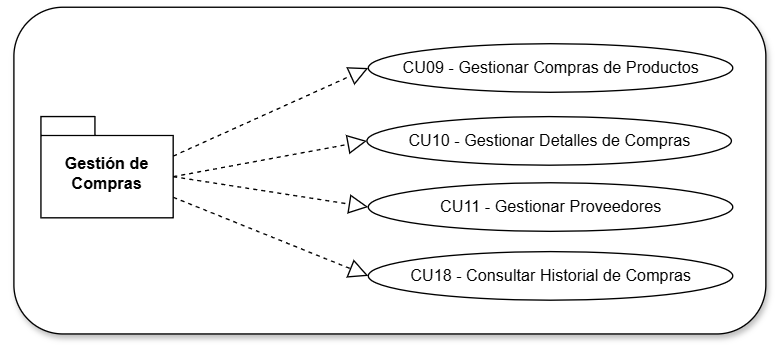 CU09 - Gestionar Compras de Productos
CU10 - Gestionar Detalles de Compras
Gestión de
Compras
CU11 - Gestionar Proveedores
CU18 - Consultar Historial de Compras